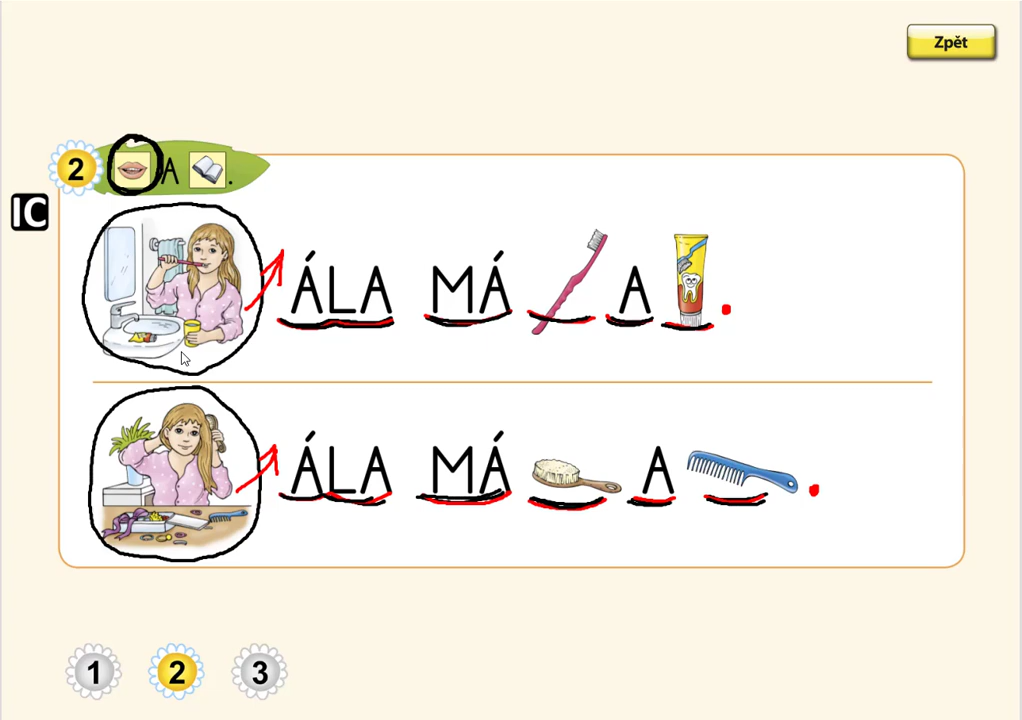 Zpět
2 A .
IC
ÁLA MÁ A .
ÁLA MÁ A .
1 2 3